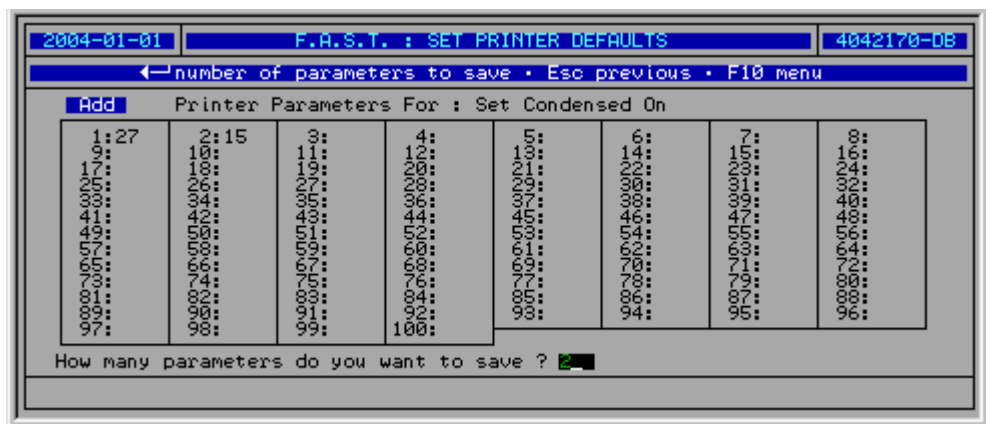 2004-01-01 F.A.S.T. : SET PRINTER DEFAULTS 4042170-DB
number of parameters to save · Esc previous · F10 menu
Add Printer Parameters For : Set Condensed On
1:27 2:15 3: 4: 5: 6: 7: 8:
9: 10: 11: 12: 13: 14: 15: 16:
17: 18: 19: 20: 21: 22: 23: 24:
25: 26: 27: 28: 29: 30: 31: 32:
33: 34: 35: 36: 37: 38: 39: 40:
41: 42: 43: 44: 45: 46: 47: 48:
49: 50: 51: 52: 53: 54: 55: 56:
57: 58: 59: 60: 61: 62: 63: 64:
65: 66: 67: 68: 69: 70: 71: 72:
73: 74: 75: 76: 77: 78: 79: 80:
81: 82: 83: 84: 85: 86: 87: 88:
89: 90: 91: 92: 93: 94: 95: 96:
97: 98: 99: 100:
How many parameters do you want to save ? 2